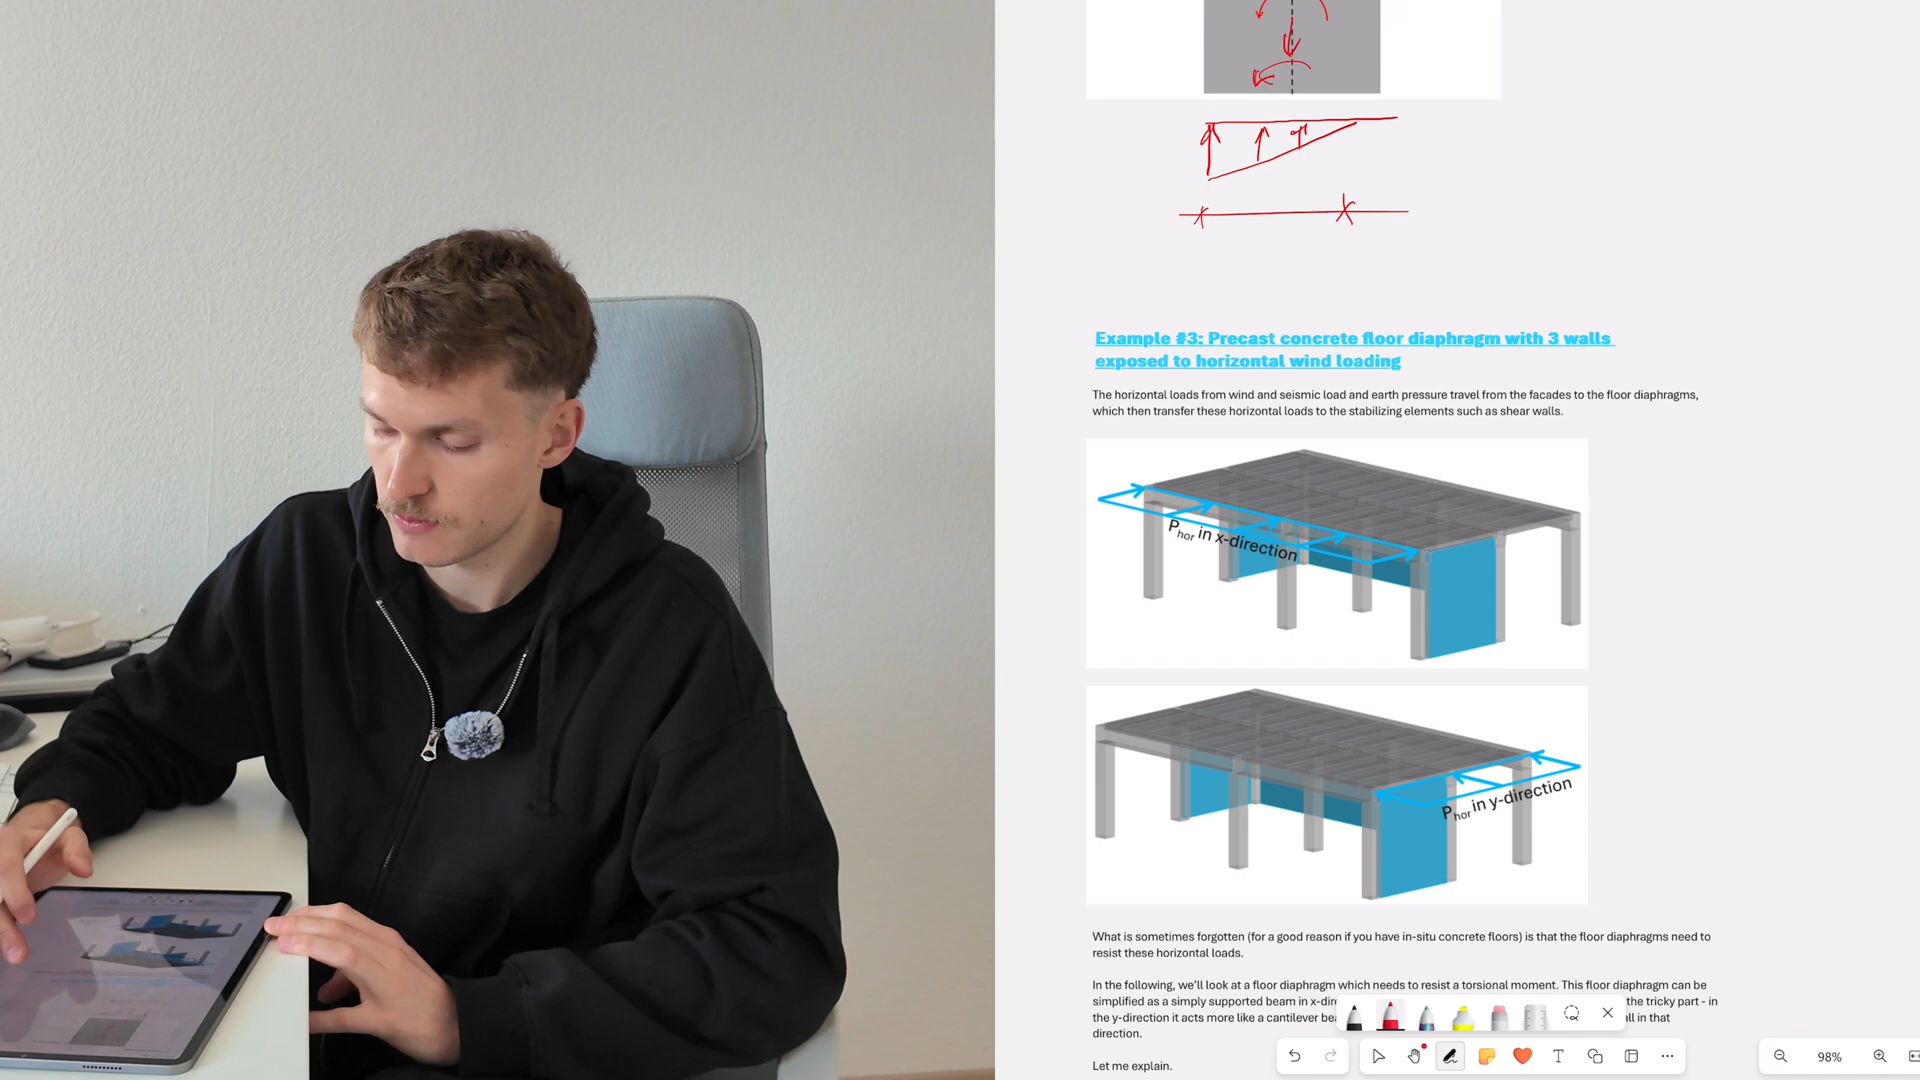 Example #3: Precast concrete floor diaphragm with 3 walls
exposed to horizontal wind loading
The horizontal loads from wind and seismic load and earth pressure travel from the facades to the floor diaphragms,
which then transfer these horizontal loads to the stabilizing elements such as shear walls.
Phor in x-direction
Phor in y-direction
What is sometimes forgotten (for a good reason if you have in-situ concrete floors) is that the floor diaphragms need to
resist these horizontal loads.
In the following, we'll look at a floor diaphragm which needs to resist a torsional moment. This floor diaphragm can be
simplified as a simply supported beam in x-dire the tricky part - in
the y-direction it acts more like a cantilever bea all in that
direction.
Let me explain.
98%